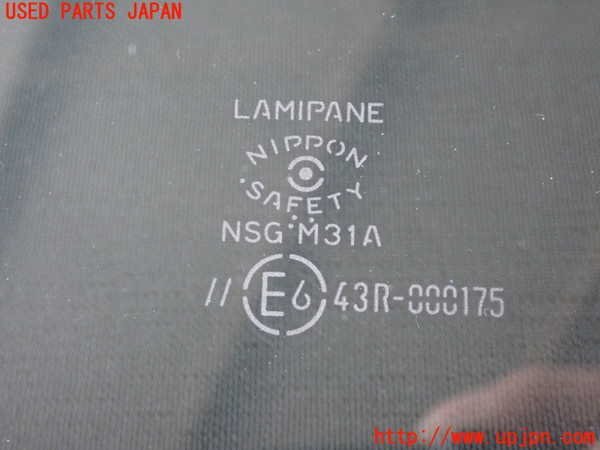 USED PARTS JAPAN
LAMIPANE
NIPPON
SAFETY
NSG M31A
// E6 43R-000175
http://www.upjpn.com